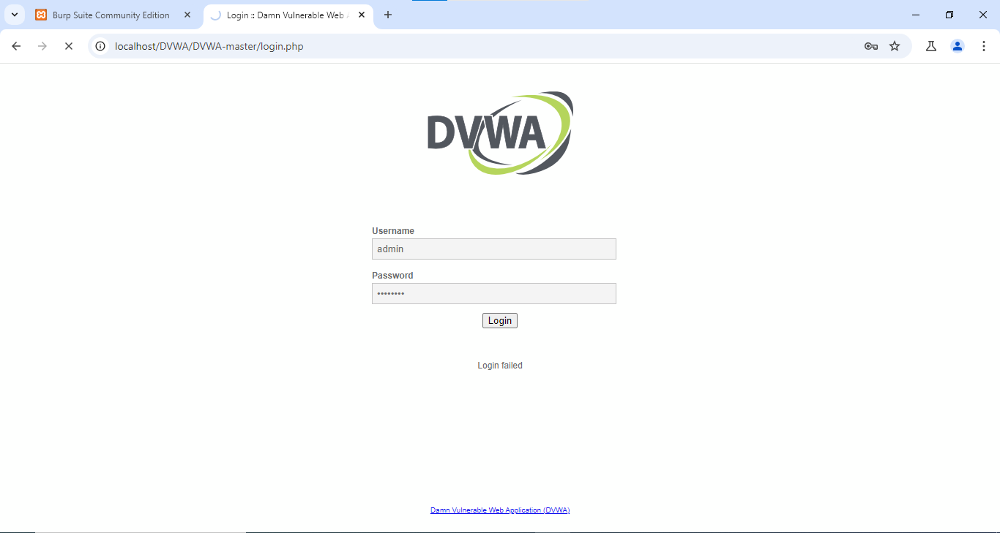 Burp Suite Community Edition
Login :: Damn Vulnerable Web
localhost/DVWA/DVWA-master/login.php
DVWA
Username
admin
Password
••••••••
Login
Login failed
Damn Vulnerable Web Application (DVWA)